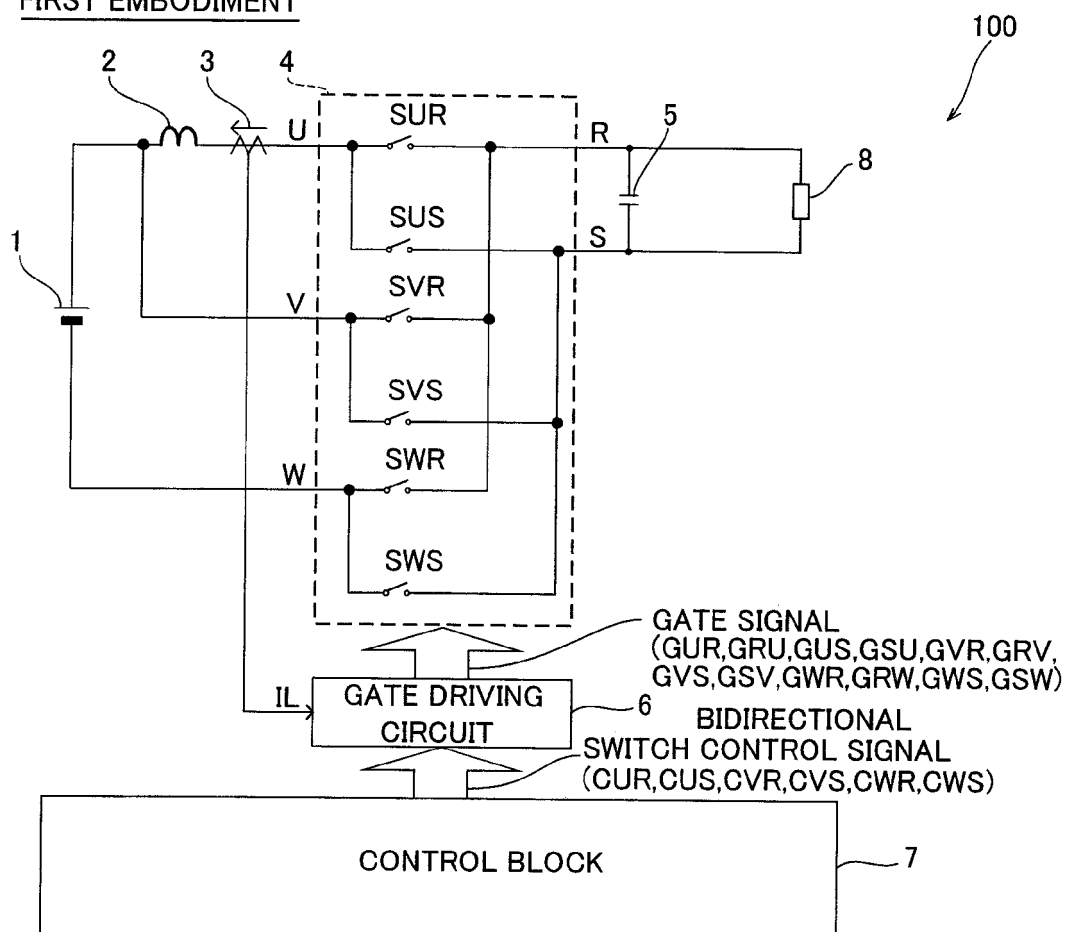 FIRST EMBODIMENT
100
2
3
4
U
SUR
R
5
8
SUS
S
1
V
SVR
SVS
W
SWR
SWS
GATE SIGNAL
(GUR,GRU,GUS,GSU,GVR,GRV,
GVS,GSV,GWR,GRW,GWS,GSW)
IL
GATE DRIVING
CIRCUIT
6
BIDIRECTIONAL
SWITCH CONTROL SIGNAL
(CUR,CUS,CVR,CVS,CWR,CWS)
CONTROL BLOCK
7